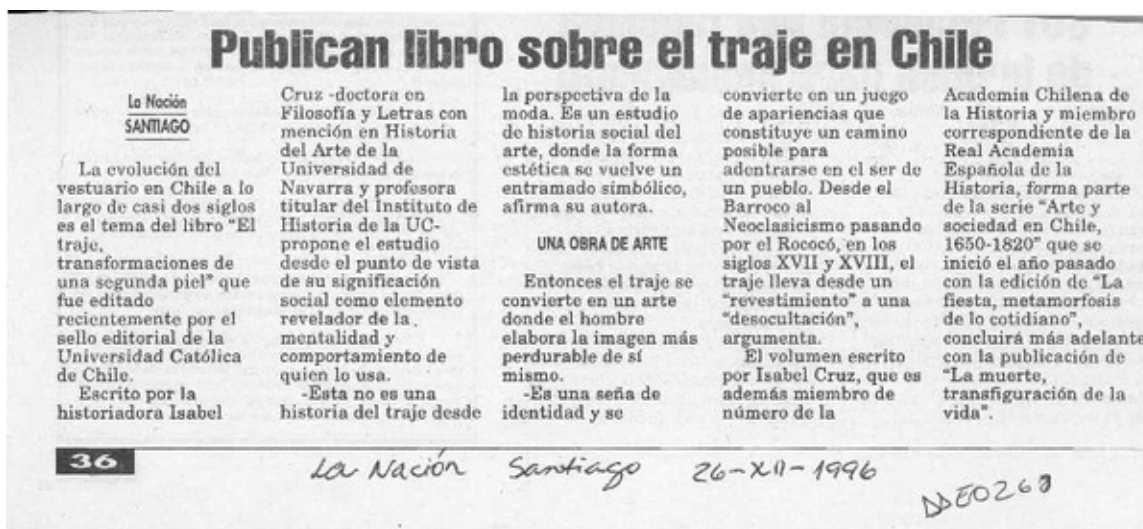 Publican libro sobre el traje en Chile
La Nación
SANTIAGO
La evolución del
vestuario en Chile a lo
largo de casi dos siglos
es el tema del libro "El
traje,
transformaciones de
una segunda piel" que
fue editado
recientemente por el
sello editorial de la
Universidad Católica
de Chile.
Escrito por la
historiadora Isabel
Cruz -doctora en
Filosofía y Letras con
mención en Historia
del Arte de la
Universidad de
Navarra y profesora
titular del Instituto de
Historia de la UC-
propone el estudio
desde el punto de vista
de su significación
social como elemento
revelador de la
mentalidad y
comportamiento de
quien lo usa.
-Esta no es una
historia del traje desde
la perspectiva de la
moda. Es un estudio
de historia social del
arte, donde la forma
estética se vuelve un
entramado simbólico,
afirma su autora.
UNA OBRA DE ARTE
Entonces el traje se
convierte en un arte
donde el hombre
elabora la imagen más
perdurable de sí
mismo.
-Es una seña de
identidad y se
convierte en un juego
de apariencias que
constituye un camino
posible para
adentrarse en el ser de
un pueblo. Desde el
Barroco al
Neoclasicismo pasando
por el Rococó, en los
siglos XVII y XVIII, el
traje lleva desde un
"revestimiento" a una
"desocultación",
argumenta.
El volumen escrito
por Isabel Cruz, que es
además miembro de
número de la
Academia Chilena de
la Historia y miembro
correspondiente de la
Real Academia
Española de la
Historia, forma parte
de la serie "Arte y
sociedad en Chile,
1650-1820" que se
inició el año pasado
con la edición de "La
fiesta, metamorfosis
de lo cotidiano",
concluirá más adelante
con la publicación de
"La muerte,
transfiguración de la
vida".
36
La Nación Santiago 26-XII-1996